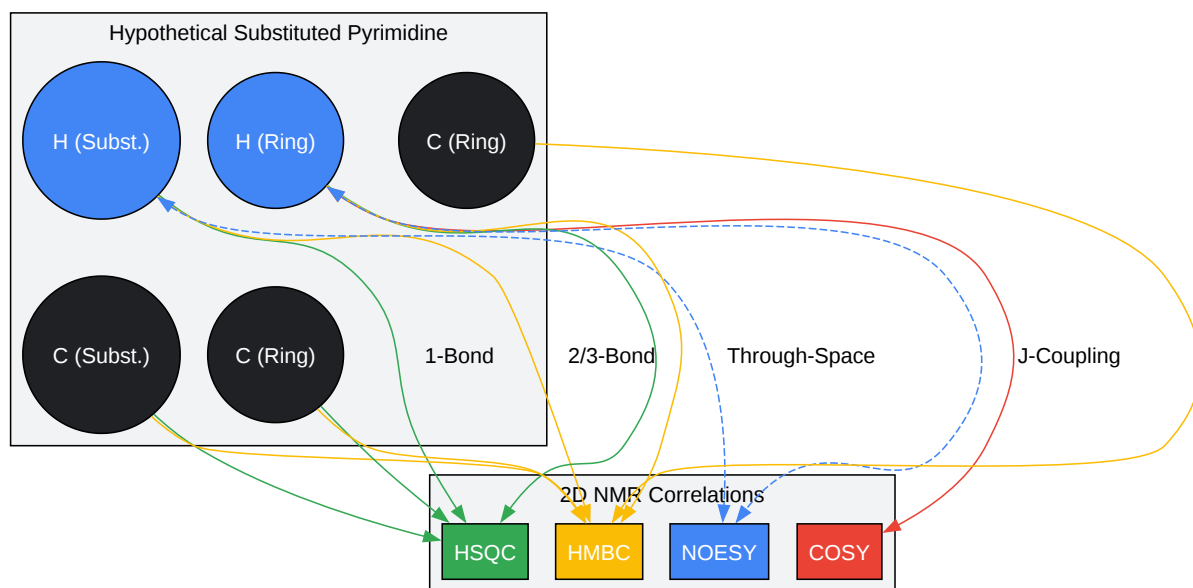 Hypothetical Substituted Pyrimidine
H (Subst.)
H (Ring)
C (Ring)
C (Subst.)
C (Ring)
1-Bond
2/3-Bond
Through-Space
J-Coupling
2D NMR Correlations
HSQC
HMBC
NOESY
COSY